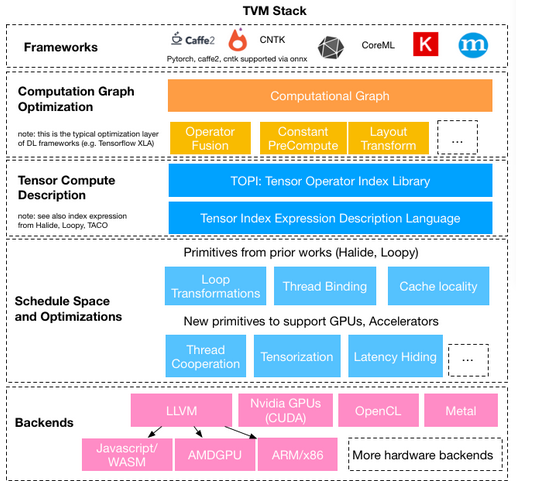 TVM Stack
Frameworks
Caffe2
CNTK
CoreML
K
m
Pytorch, caffe2, cntk supported via onnx
Computation Graph
Optimization
note: this is the typical optimization layer
of DL frameworks (e.g. Tensorflow XLA)
Computational Graph
Operator
Fusion
Constant
PreCompute
Layout
Transform
...
Tensor Compute
Description
note: see also index expression
from Halide, Loopy, TACO
TOPI: Tensor Operator Index Library
Tensor Index Expression Description Language
Schedule Space
and Optimizations
Primitives from prior works (Halide, Loopy)
Loop
Transformations
Thread Binding
Cache locality
New primitives to support GPUs, Accelerators
Thread
Cooperation
Tensorization
Latency Hiding
...
Backends
LLVM
Nvidia GPUs
(CUDA)
OpenCL
Metal
Javascript/
WASM
AMDGPU
ARM/x86
More hardware backends